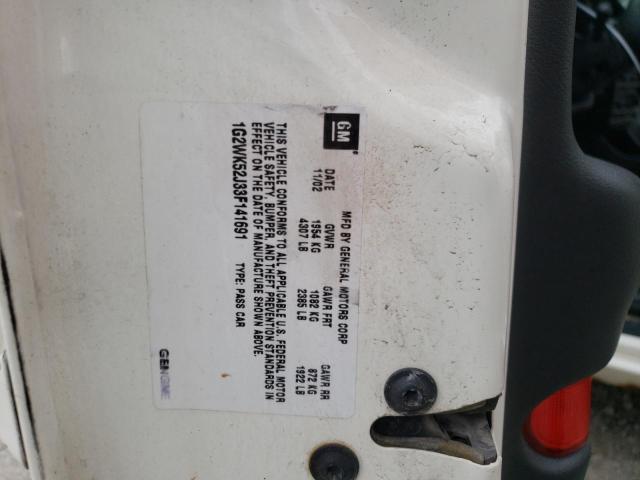 GM
MFD BY GENERAL MOTORS CORP
DATE GVWR GAWR FRT GAWR RR
11/02 1954 KG 1082 KG 872 KG
4307 LB 2385 LB 1922 LB
THIS VEHICLE CONFORMS TO ALL APPLICABLE U.S. FEDERAL MOTOR
VEHICLE SAFETY, BUMPER, AND THEFT PREVENTION STANDARDS IN
EFFECT ON THE DATE OF MANUFACTURE SHOWN ABOVE.
1G2WK52J33F141691 TYPE: PASS CAR